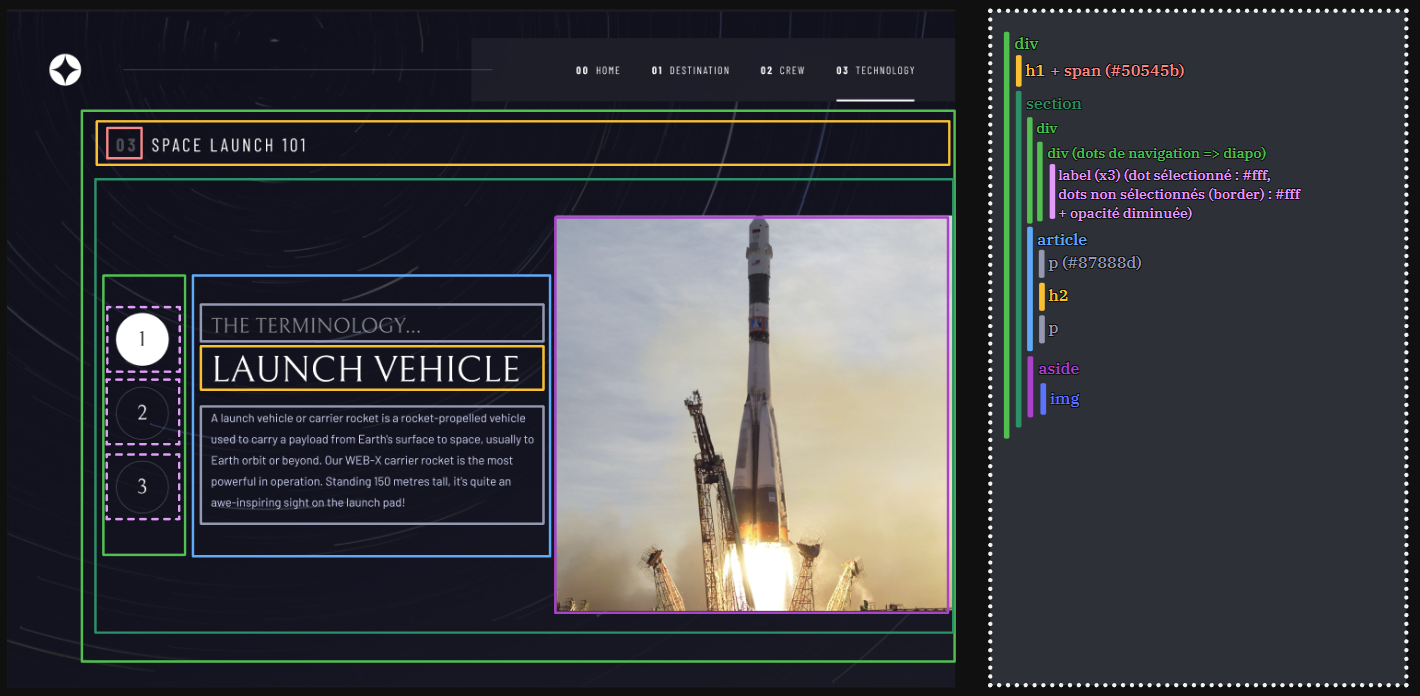 00 HOME 01 DESTINATION 02 CREW 03 TECHNOLOGY
03 SPACE LAUNCH 101
1
2
3
THE TERMINOLOGY...
LAUNCH VEHICLE
A launch vehicle or carrier rocket is a rocket-propelled vehicle
used to carry a payload from Earth's surface to space, usually to
Earth orbit or beyond. Our WEB-X carrier rocket is the most
powerful in operation. Standing 150 metres tall, it's quite an
awe-inspiring sight on the launch pad!
div
h1 + span (#50545b)
section
div
div (dots de navigation => diapo)
label (x3) (dot sélectionné : #fff,
dots non sélectionnés (border) : #fff
+ opacité diminuée)
article
p (#87888d)
h2
p
aside
img